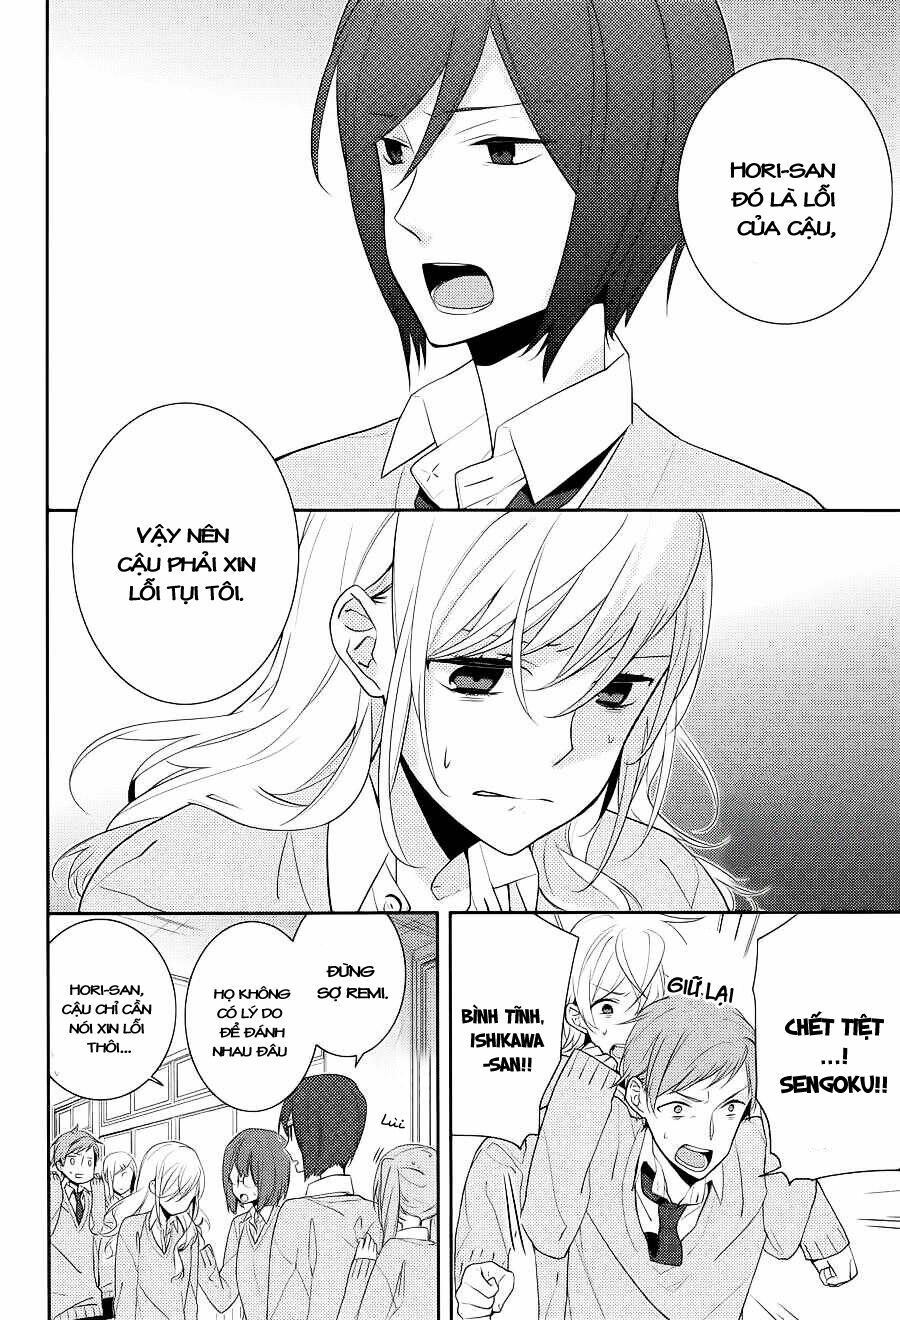 HORI-SAN
ĐÓ LÀ LỖI
CỦA CẬU,
VẬY NÊN
CẬU PHẢI XIN
LỖI TỤI TÔI.
CHẾT TIỆT
...!
SENGOKU!!
GIỮ LẠI
BÌNH TĨNH,
ISHIKAWA
-SAN!!
ĐỪNG
SỢ REMI.
HỌ KHÔNG
CÓ LÝ DO
ĐỂ ĐÁNH
NHAU ĐÂU
Lùi
HORI-SAN,
CẬU CHỈ CẦN
NÓI XIN LỖI
THÔI...